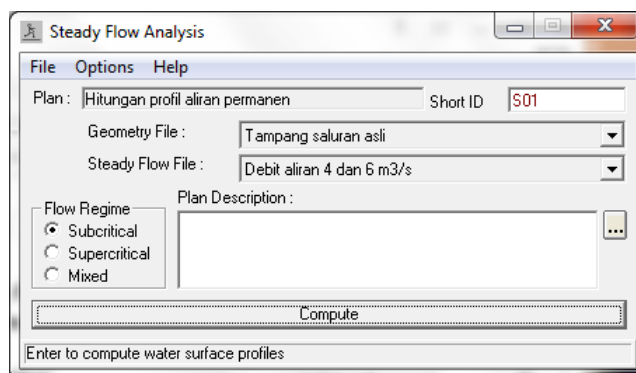 Steady Flow Analysis
File Options Help
Plan : Hitungan profil aliran permanen Short ID S01
Geometry File : Tampang saluran asli
Steady Flow File : Debit aliran 4 dan 6 m3/s
Flow Regime
Subcritical
Supercritical
Mixed
Plan Description :
...
Compute
Enter to compute water surface profiles